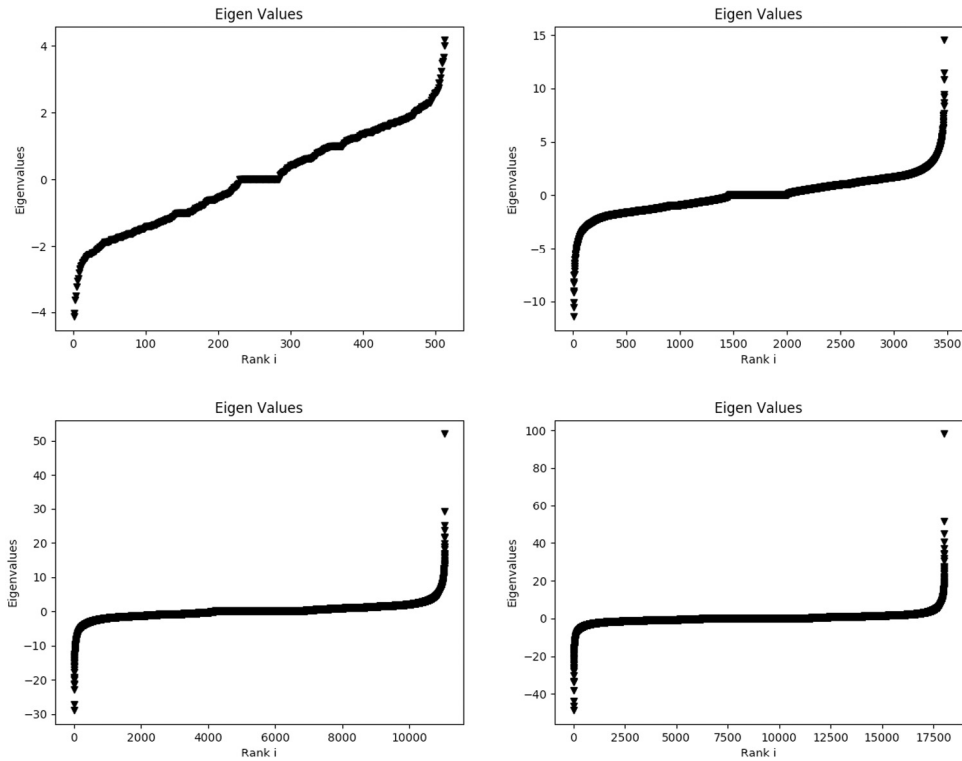 Eigen Values
4
2
0
−2
−4
Eigenvalues
0 100 200 300 400 500
Rank i
Eigen Values
15
10
5
0
−5
−10
Eigenvalues
0 500 1000 1500 2000 2500 3000 3500
Rank i
Eigen Values
50
40
30
20
10
0
−10
−20
−30
Eigenvalues
0 2000 4000 6000 8000 10000
Rank i
Eigen Values
100
80
60
40
20
0
−20
−40
Eigenvalues
0 2500 5000 7500 10000 12500 15000 17500
Rank i